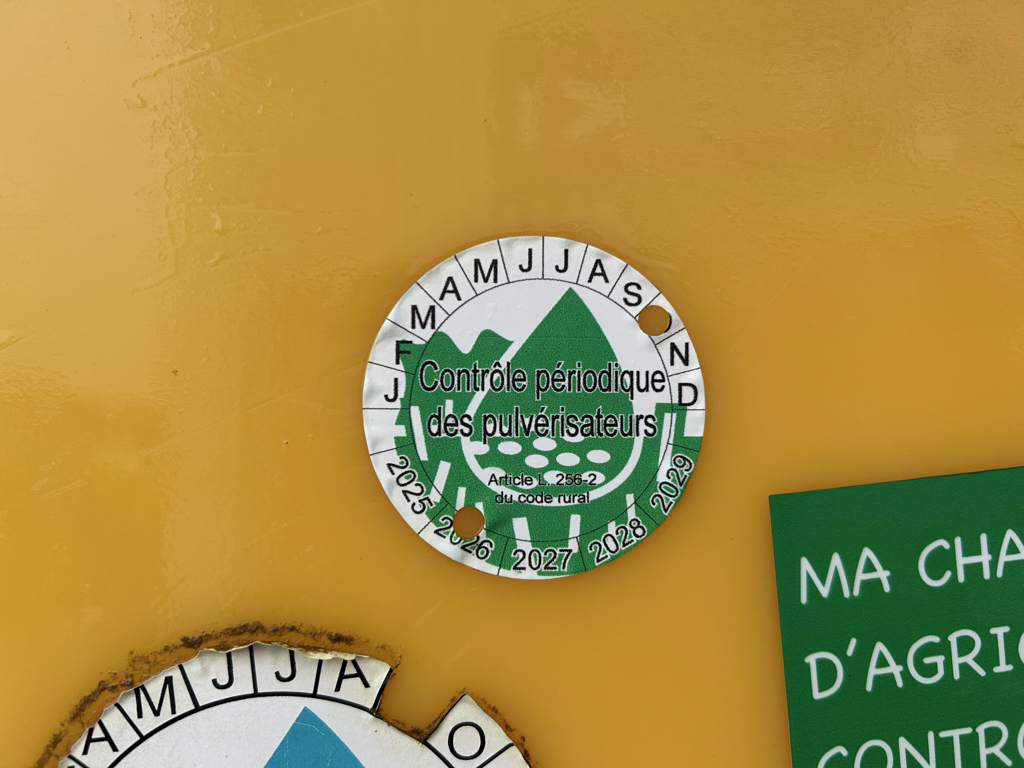 J F M A M J J A S N D
Contrôle périodique
des pulvérisateurs
Article L. 256-2
du code rural
2025 2026 2027 2028 2029
A M J J A O
MA CHA
D'AGRI
CONTR